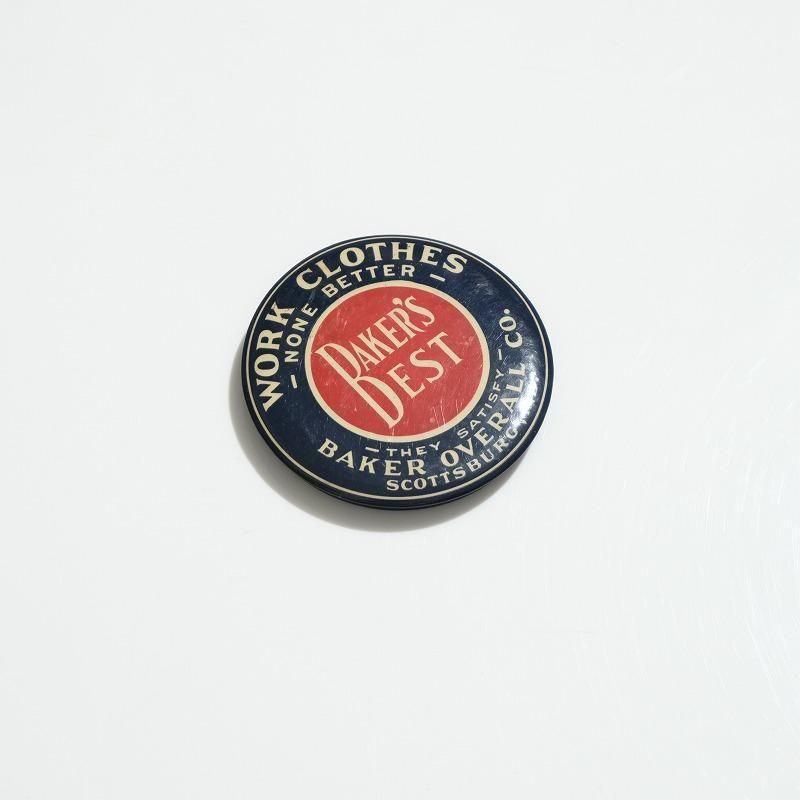 WORK CLOTHES
– NONE BETTER –
BAKER'S
BEST
– THEY SATISFY –
BAKER OVERALL CO.
SCOTTSBURG